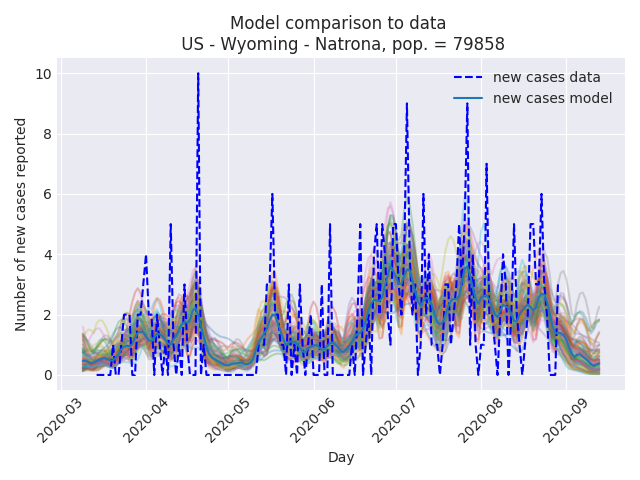 Model comparison to data
US - Wyoming - Natrona, pop. = 79858
new cases data
new cases model
Number of new cases reported
10
8
6
4
2
0
2020-03
2020-04
2020-05
2020-06
2020-07
2020-08
2020-09
Day